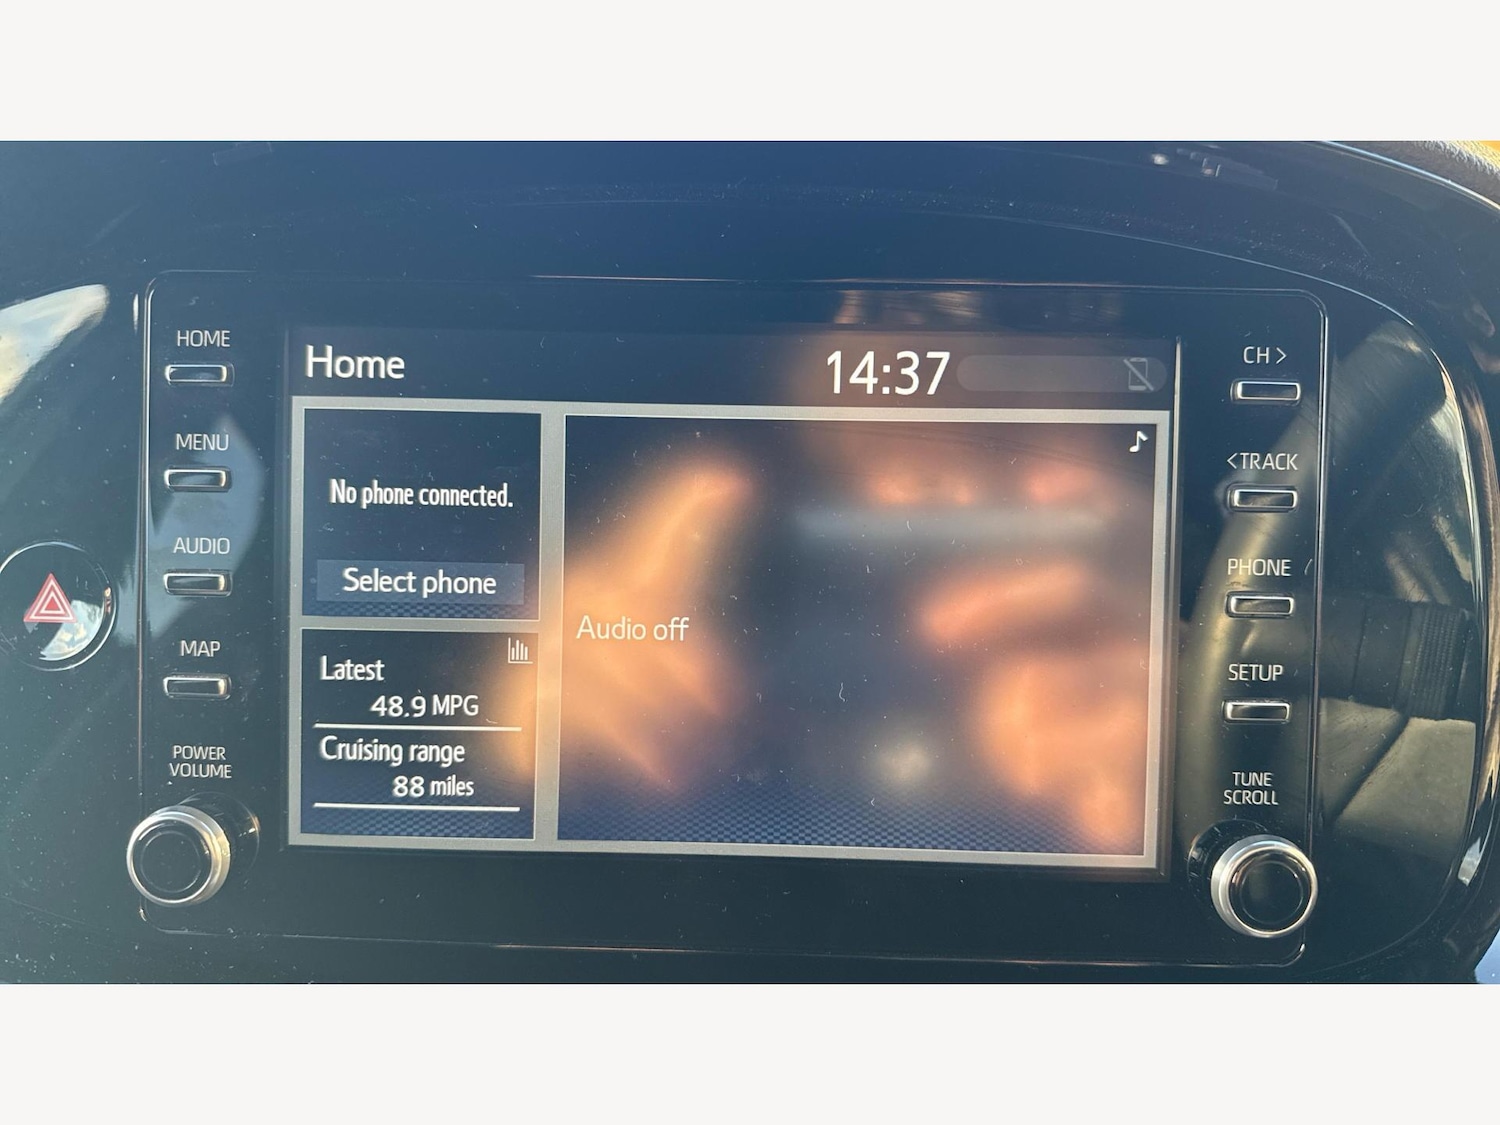 HOME
MENU
AUDIO
MAP
POWER
VOLUME
Home
14:37
No phone connected.
Select phone
Latest
48.9 MPG
Cruising range
88 miles
Audio off
CH >
< TRACK
PHONE
SETUP
TUNE
SCROLL